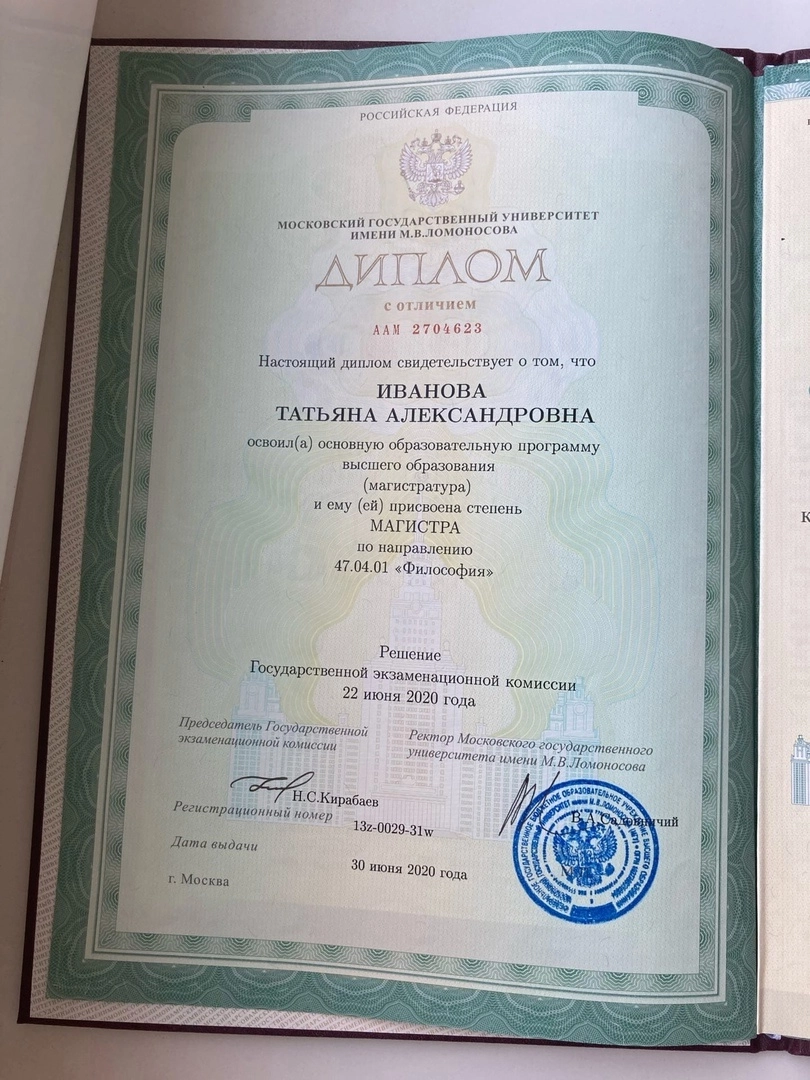 РОССИЙСКАЯ ФЕДЕРАЦИЯ
МОСКОВСКИЙ ГОСУДАРСТВЕННЫЙ УНИВЕРСИТЕТ
ИМЕНИ М.В.ЛОМОНОСОВА
ДИПЛОМ
с отличием
ААМ 2704623
Настоящий диплом свидетельствует о том, что
ИВАНОВА
ТАТЬЯНА АЛЕКСАНДРОВНА
освоил(а) основную образовательную программу
высшего образования
(магистратура)
и ему (ей) присвоена степень
МАГИСТРА
по направлению
47.04.01 «Философия»
Решение
Государственной экзаменационной комиссии
22 июня 2020 года
Председатель Государственной
экзаменационной комиссии
Ректор Московского государственного
университета имени М.В.Ломоносова
Н.С.Кирабаев
В.А.Садовничий
Регистрационный номер
13z-0029-31w
Дата выдачи
30 июня 2020 года
г. Москва